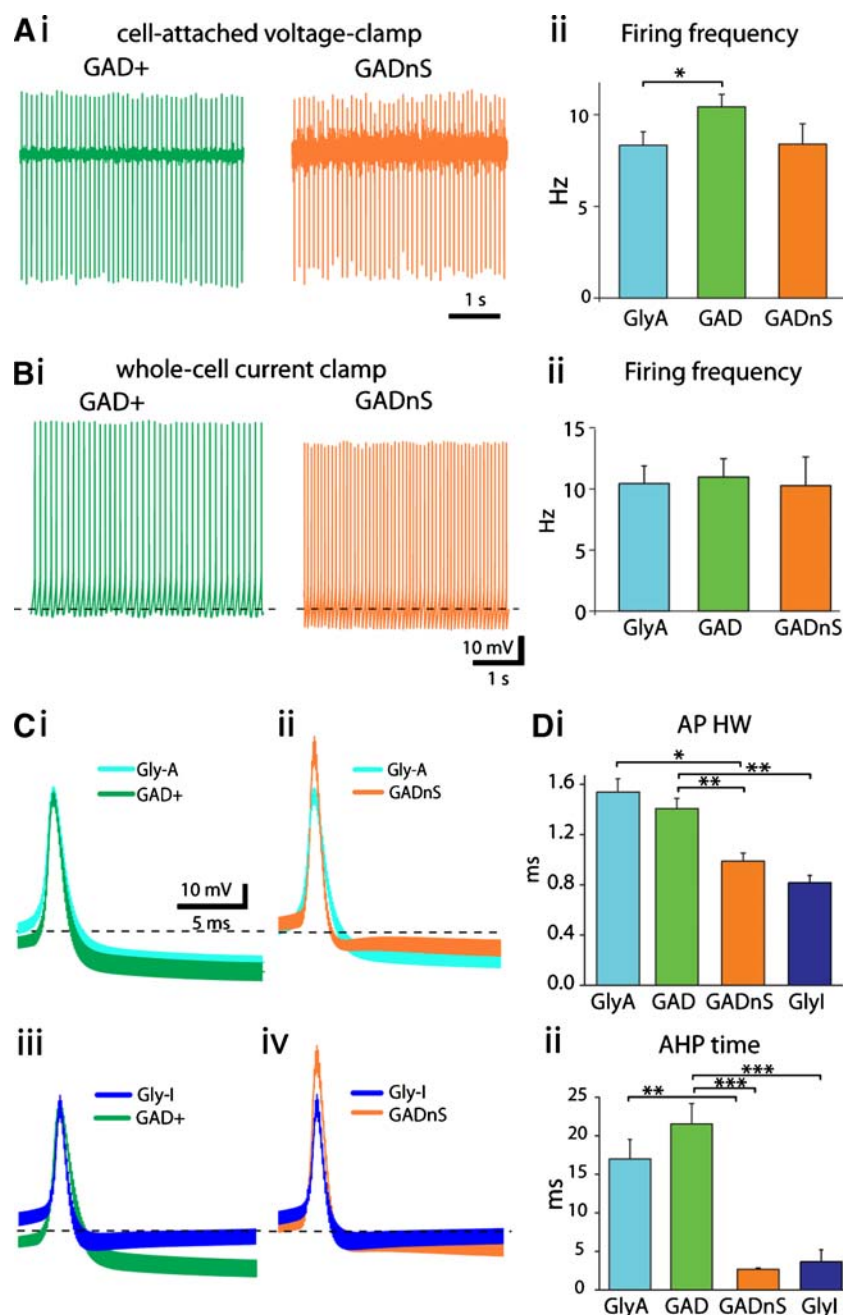 A i cell-attached voltage-clamp
GAD+
GADnS
1 s
ii Firing frequency
*
10
5
0
Hz
GlyA GAD GADnS
B i whole-cell current clamp
GAD+
GADnS
10 mV
1 s
ii Firing frequency
15
10
5
0
Hz
GlyA GAD GADnS
C i
Gly-A
GAD+
10 mV
5 ms
ii
Gly-A
GADnS
iii
Gly-I
GAD+
iv
Gly-I
GADnS
D i AP HW
* ** **
1.6
1.2
0.8
0.4
0.0
ms
GlyA GAD GADnS GlyI
ii AHP time
** *** ***
25
20
15
10
5
0
ms
GlyA GAD GADnS GlyI